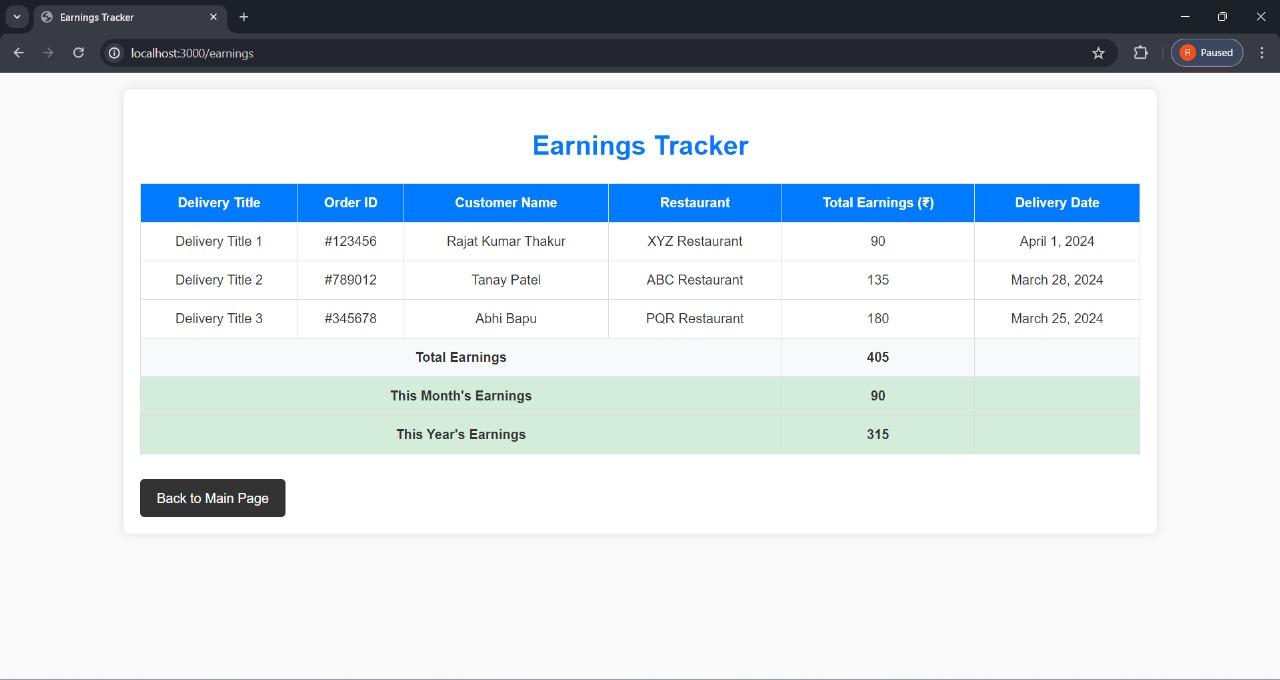 Earnings Tracker
localhost:3000/earnings
R Paused
Earnings Tracker
Delivery Title Order ID Customer Name Restaurant Total Earnings (₹) Delivery Date
Delivery Title 1 #123456 Rajat Kumar Thakur XYZ Restaurant 90 April 1, 2024
Delivery Title 2 #789012 Tanay Patel ABC Restaurant 135 March 28, 2024
Delivery Title 3 #345678 Abhi Bapu PQR Restaurant 180 March 25, 2024
Total Earnings 405
This Month's Earnings 90
This Year's Earnings 315
Back to Main Page